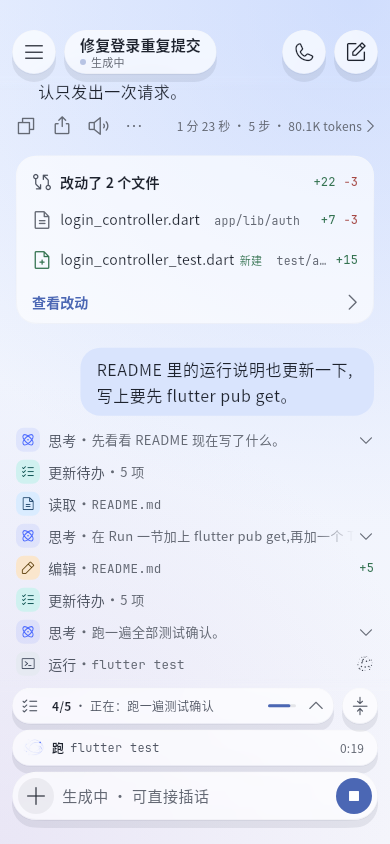 修复登录重复提交
生成中
认只发出一次请求。
1 分 23 秒 · 5 步 · 80.1K tokens
改动了 2 个文件 +22 -3
login_controller.dart app/lib/auth +7 -3
login_controller_test.dart 新建 test/a… +15
查看改动
README 里的运行说明也更新一下,
写上要先 flutter pub get。
思考 · 先看看 README 现在写了什么。
更新待办 · 5 项
读取 · README.md
思考 · 在 Run 一节加上 flutter pub get,再加一个
编辑 · README.md +5
更新待办 · 5 项
思考 · 跑一遍全部测试确认。
运行 · flutter test
4/5 · 正在: 跑一遍测试确认
跑 flutter test 0:19
生成中 · 可直接插话